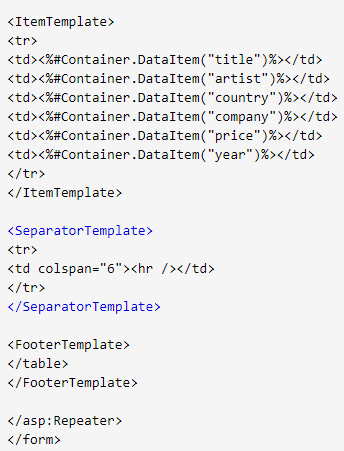 <ItemTemplate>
<tr>
<td><%#Container.DataItem("title")%></td>
<td><%#Container.DataItem("artist")%></td>
<td><%#Container.DataItem("country")%></td>
<td><%#Container.DataItem("company")%></td>
<td><%#Container.DataItem("price")%></td>
<td><%#Container.DataItem("year")%></td>
</tr>
</ItemTemplate>

<SeparatorTemplate>
<tr>
<td colspan="6"><hr /></td>
</tr>
</SeparatorTemplate>

<FooterTemplate>
</table>
</FooterTemplate>

</asp:Repeater>
</form>